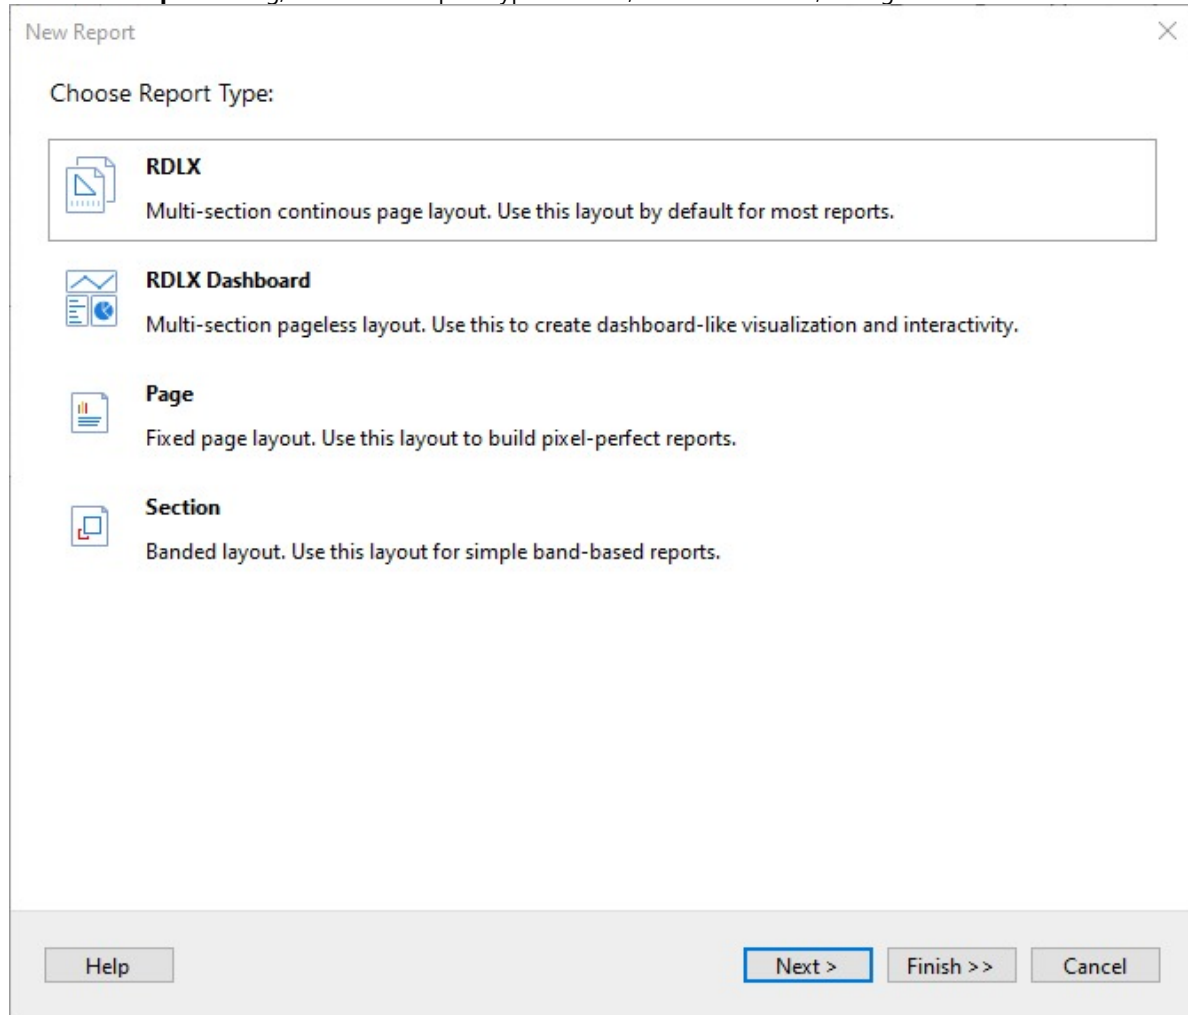 New Report
Choose Report Type:
RDLX
Multi-section continous page layout. Use this layout by default for most reports.
RDLX Dashboard
Multi-section pageless layout. Use this to create dashboard-like visualization and interactivity.
Page
Fixed page layout. Use this layout to build pixel-perfect reports.
Section
Banded layout. Use this layout for simple band-based reports.
Help
Next >
Finish >>
Cancel